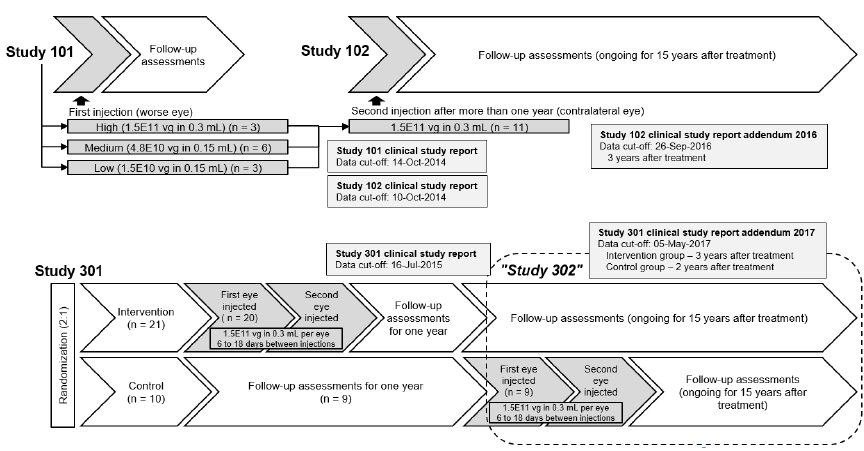 Study 101
Follow-up
assessments
Study 102
Follow-up assessments (ongoing for 15 years after treatment)
First injection (worse eye)
High (1.5E11 vg in 0.3 mL) (n = 3)
Medium (4.8E10 vg in 0.15 mL) (n = 6)
Low (1.5E10 vg in 0.15 mL) (n = 3)
Second injection after more than one year (contralateral eye)
1.5E11 vg in 0.3 mL (n = 11)
Study 101 clinical study report
Data cut-off: 14-Oct-2014
Study 102 clinical study report
Data cut-off: 10-Oct-2014
Study 102 clinical study report addendum 2016
Data cut-off: 26-Sep-2016
3 years after treatment
Study 301 clinical study report
Data cut-off: 16-Jul-2015
"Study 302"
Study 301 clinical study report addendum 2017
Data cut-off: 05-May-2017
Intervention group – 3 years after treatment
Control group – 2 years after treatment
Study 301
Randomization (2:1)
Intervention
(n = 21)
First eye
injected
(n = 20)
Second
eye
injected
1.5E11 vg in 0.3 mL per eye
6 to 18 days between injections
Follow-up
assessments
for one year
Follow-up assessments (ongoing for 15 years after treatment)
Control
(n = 10)
Follow-up assessments for one year
(n = 9)
First eye
injected
(n = 9)
Second
eye
injected
1.5E11 vg in 0.3 mL per eye
6 to 18 days between injections
Follow-up assessments
(ongoing for 15 years after
treatment)